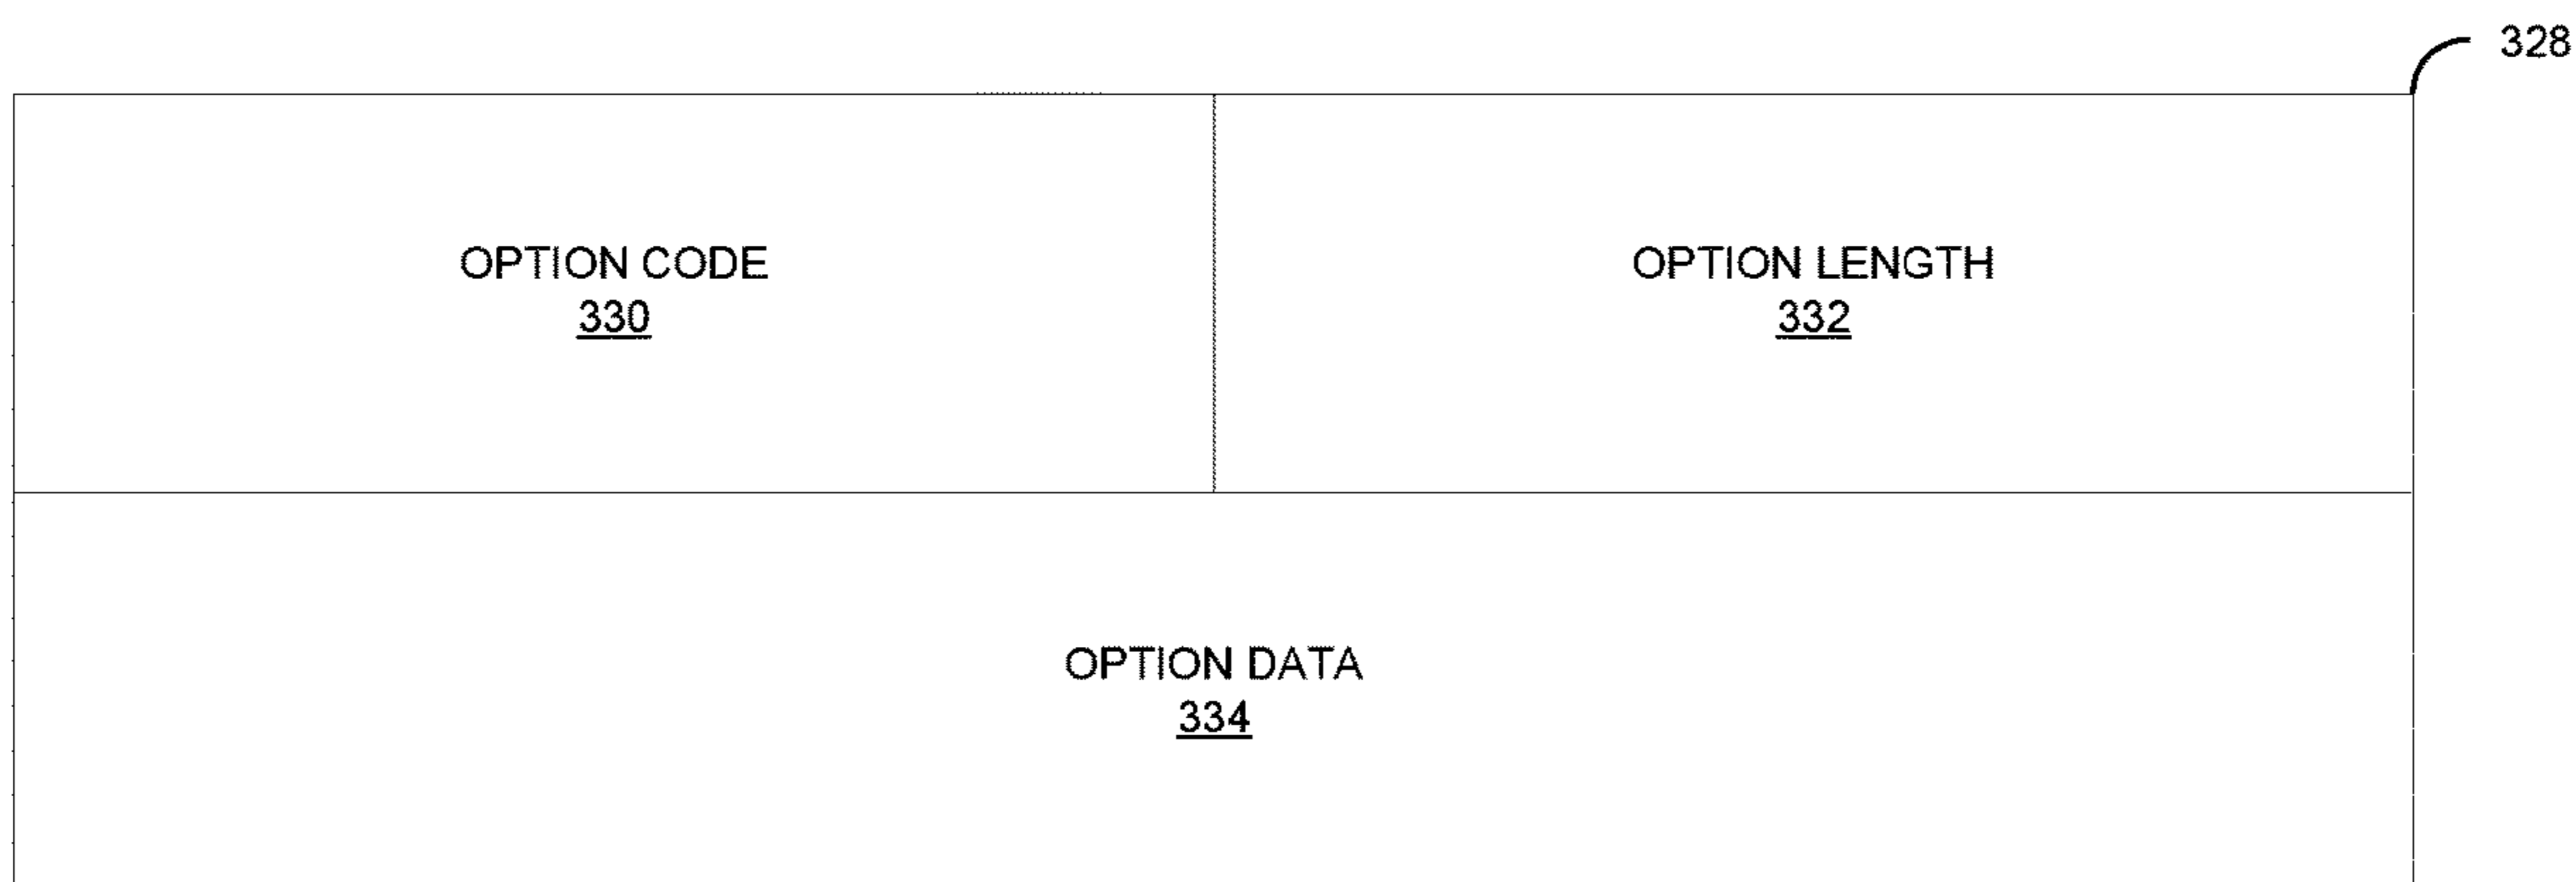 328
OPTION CODE
330
OPTION LENGTH
332
OPTION DATA
334